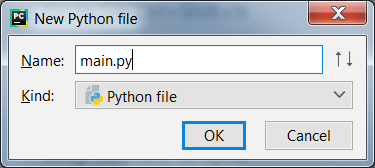 PC New Python file
Name: main.py
Kind: Python file
OK Cancel